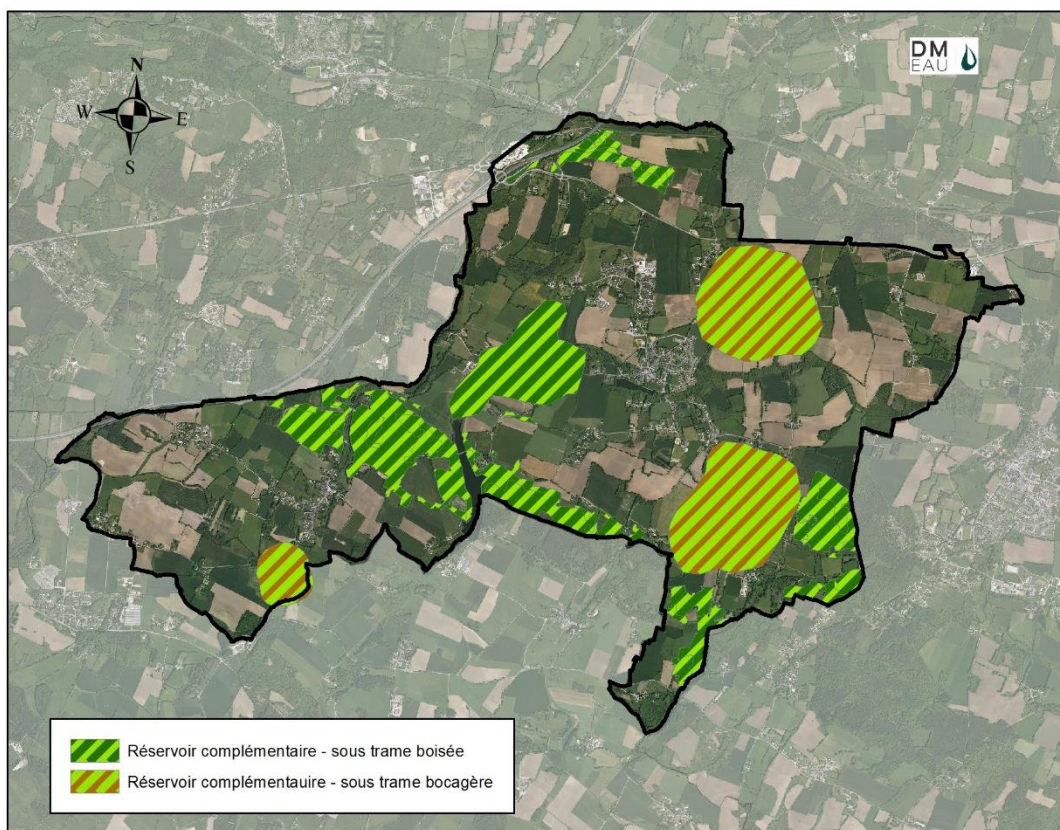 DM
EAU
N
W
E
S
Réservoir complémentaire - sous trame boisée
Réservoir complémentauire - sous trame bocagère